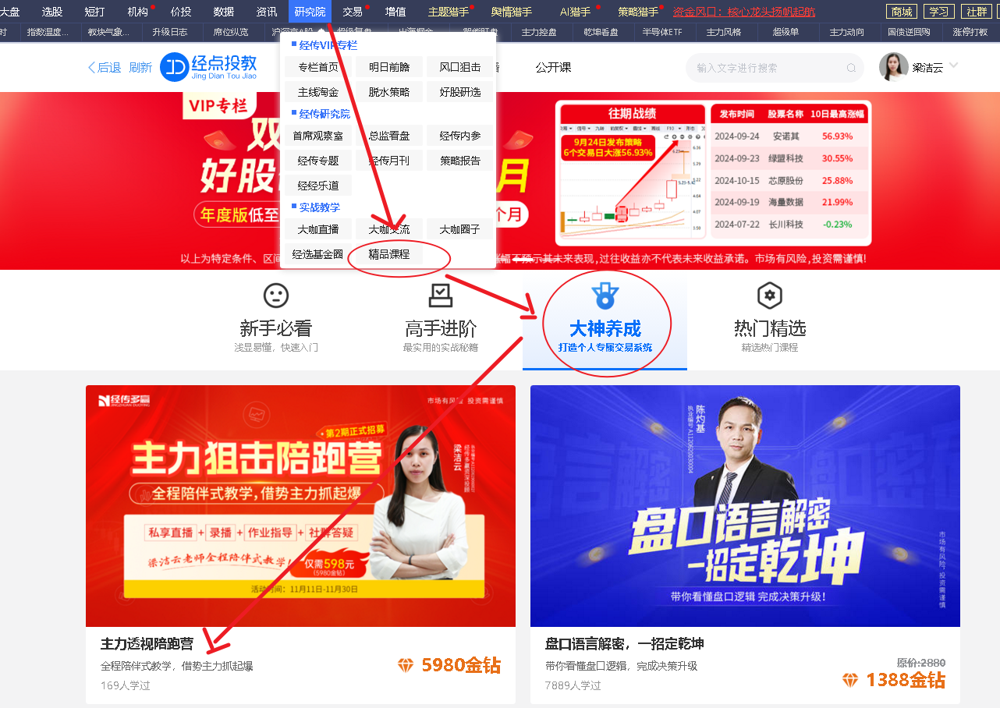 大盘 选股 短打 机构 价投 数据 资讯 研究院 交易 增值 主题猎手 舆情猎手 AI猎手 策略猎手 资金风口：核心龙头扬帆起航 商城 学习 社群
时 指数温度... 板块气象... 升级日志 席位纵览 主力控盘 乾坤看盘 半导体ETF 主力风格 超级单 主力动向 国债逆回购 涨停打板
后退 刷新 经点投教 Jing Dian Tou Jiao 公开课 输入文字进行搜索 梁洁云
经传VIP专栏
专栏首页 明日前瞻 风口狙击
主线淘金 脱水策略 好股研选
经传研究院
首席观察室 总监看盘 经传内参
经传专题 经传月刊 策略报告
经经乐道
实战教学
大咖直播 大咖交流 大咖圈子
经选基金圈 精品课程
VIP专栏
双
好股 月
年度版低至 个月
以上为特定条件、区间 涨幅不预示其未来表现,过往收益亦不代表未来收益承诺。市场有风险,投资需谨慎!
往期战绩
9月24日发布策略
6个交易日大涨56.93%
发布时间 股票名称 10日最高涨幅
2024-09-24 安诺其 56.93%
2024-09-23 绿盟科技 30.55%
2024-10-15 芯原股份 25.88%
2024-09-19 海量数据 21.99%
2024-07-22 长川科技 -0.23%
新手必看 高手进阶 大神养成 热门精选
浅显易懂，快速入门 最实用的实战秘籍 打造个人专属交易系统 精选热门课程
经传多赢
市场有风险 投资需谨慎
第2期正式招募
主力狙击陪跑营
全程陪伴式教学,借势主力抓起爆
私享直播+录播+作业指导+社群答疑
梁洁云老师全程陪伴式教学!
仅需598元
(5980金钻)
活动时间：11月11日-11月30日
梁洁云
主力透视陪跑营
全程陪伴式教学，借势主力抓起爆
169人学过
5980金钻
陈灼基
执业编号A1129620030004
盘口语言解密
一招定乾坤
带你看懂盘口逻辑 完成决策升级!
市场有风险,投资需谨慎
盘口语言解密，一招定乾坤
带你看懂盘口逻辑，完成决策升级
7889人学过
原价:2880
1388金钻